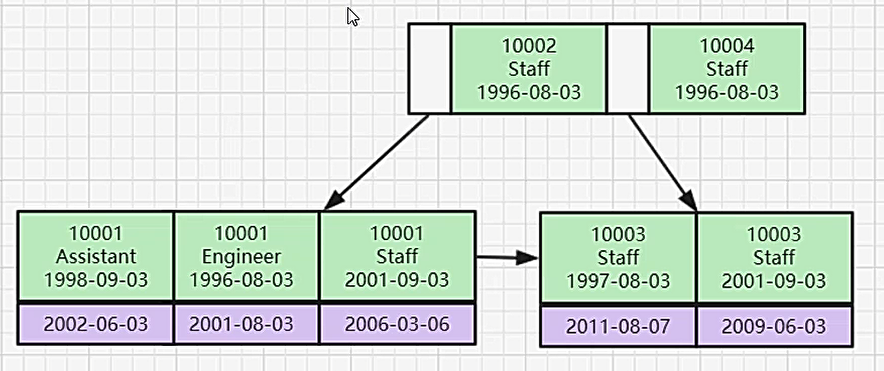 10002
Staff
1996-08-03
10004
Staff
1996-08-03
10001
Assistant
1998-09-03
10001
Engineer
1996-08-03
10001
Staff
2001-09-03
10003
Staff
1997-08-03
10003
Staff
2001-09-03
2002-06-03
2001-08-03
2006-03-06
2011-08-07
2009-06-03